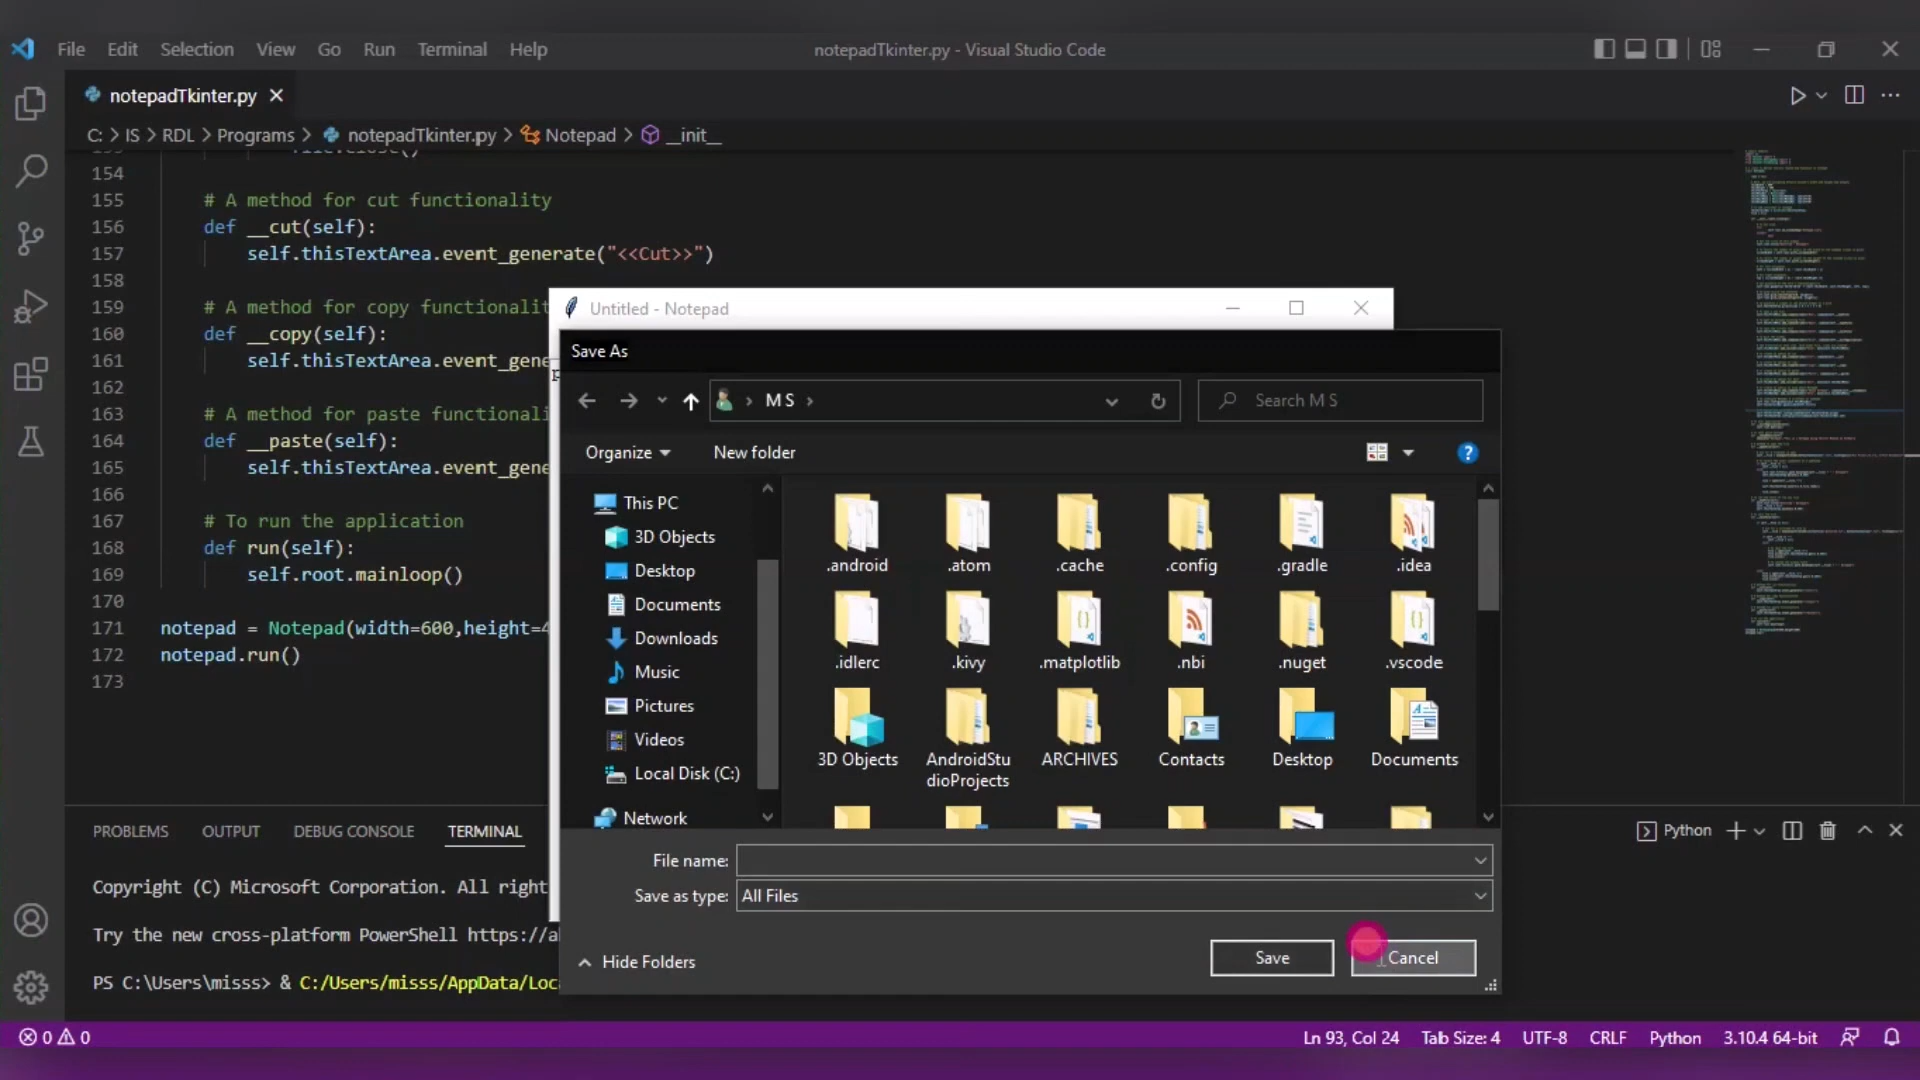 File Edit Selection View Go Run Terminal Help
notepadTkinter.py - Visual Studio Code
notepadTkinter.py
C: > IS > RDL > Programs > notepadTkinter.py > Notepad > __init__
154
155 # A method for cut functionality
156 def __cut(self):
157 self.thisTextArea.event_generate("<<Cut>>")
158
159 # A method for copy functionalit
160 def __copy(self):
161 self.thisTextArea.event_gene
162
163 # A method for paste functionali
164 def __paste(self):
165 self.thisTextArea.event_gene
166
167 # To run the application
168 def run(self):
169 self.root.mainloop()
170
171 notepad = Notepad(width=600,height=4
172 notepad.run()
173
Untitled - Notepad
Save As
M S
Search M S
Organize
New folder
This PC
3D Objects
Desktop
Documents
Downloads
Music
Pictures
Videos
Local Disk (C:)
Network
.android .atom .cache .config .gradle .idea
.idlerc .kivy .matplotlib .nbi .nuget .vscode
3D Objects AndroidStu ARCHIVES Contacts Desktop Documents
dioProjects
File name:
Save as type: All Files
Hide Folders
Save
Cancel
PROBLEMS OUTPUT DEBUG CONSOLE TERMINAL
Python
Copyright (C) Microsoft Corporation. All right
Try the new cross-platform PowerShell https://a
PS C:\Users\misss> & C:/Users/misss/AppData/Loc
0 0
Ln 93, Col 24 Tab Size: 4 UTF-8 CRLF Python 3.10.4 64-bit